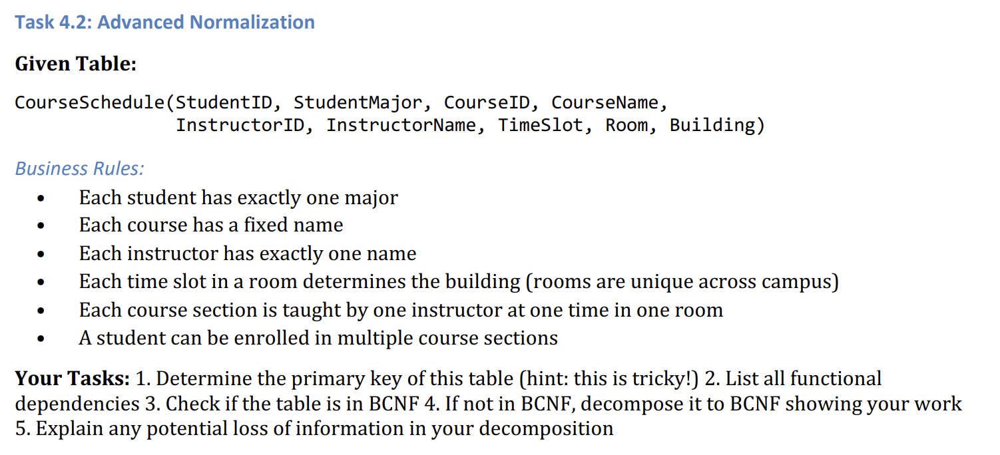 Task 4.2: Advanced Normalization
Given Table:
CourseSchedule(StudentID, StudentMajor, CourseID, CourseName,
InstructorID, InstructorName, TimeSlot, Room, Building)
Business Rules:
• Each student has exactly one major
• Each course has a fixed name
• Each instructor has exactly one name
• Each time slot in a room determines the building (rooms are unique across campus)
• Each course section is taught by one instructor at one time in one room
• A student can be enrolled in multiple course sections
Your Tasks: 1. Determine the primary key of this table (hint: this is tricky!) 2. List all functional
dependencies 3. Check if the table is in BCNF 4. If not in BCNF, decompose it to BCNF showing your work
5. Explain any potential loss of information in your decomposition